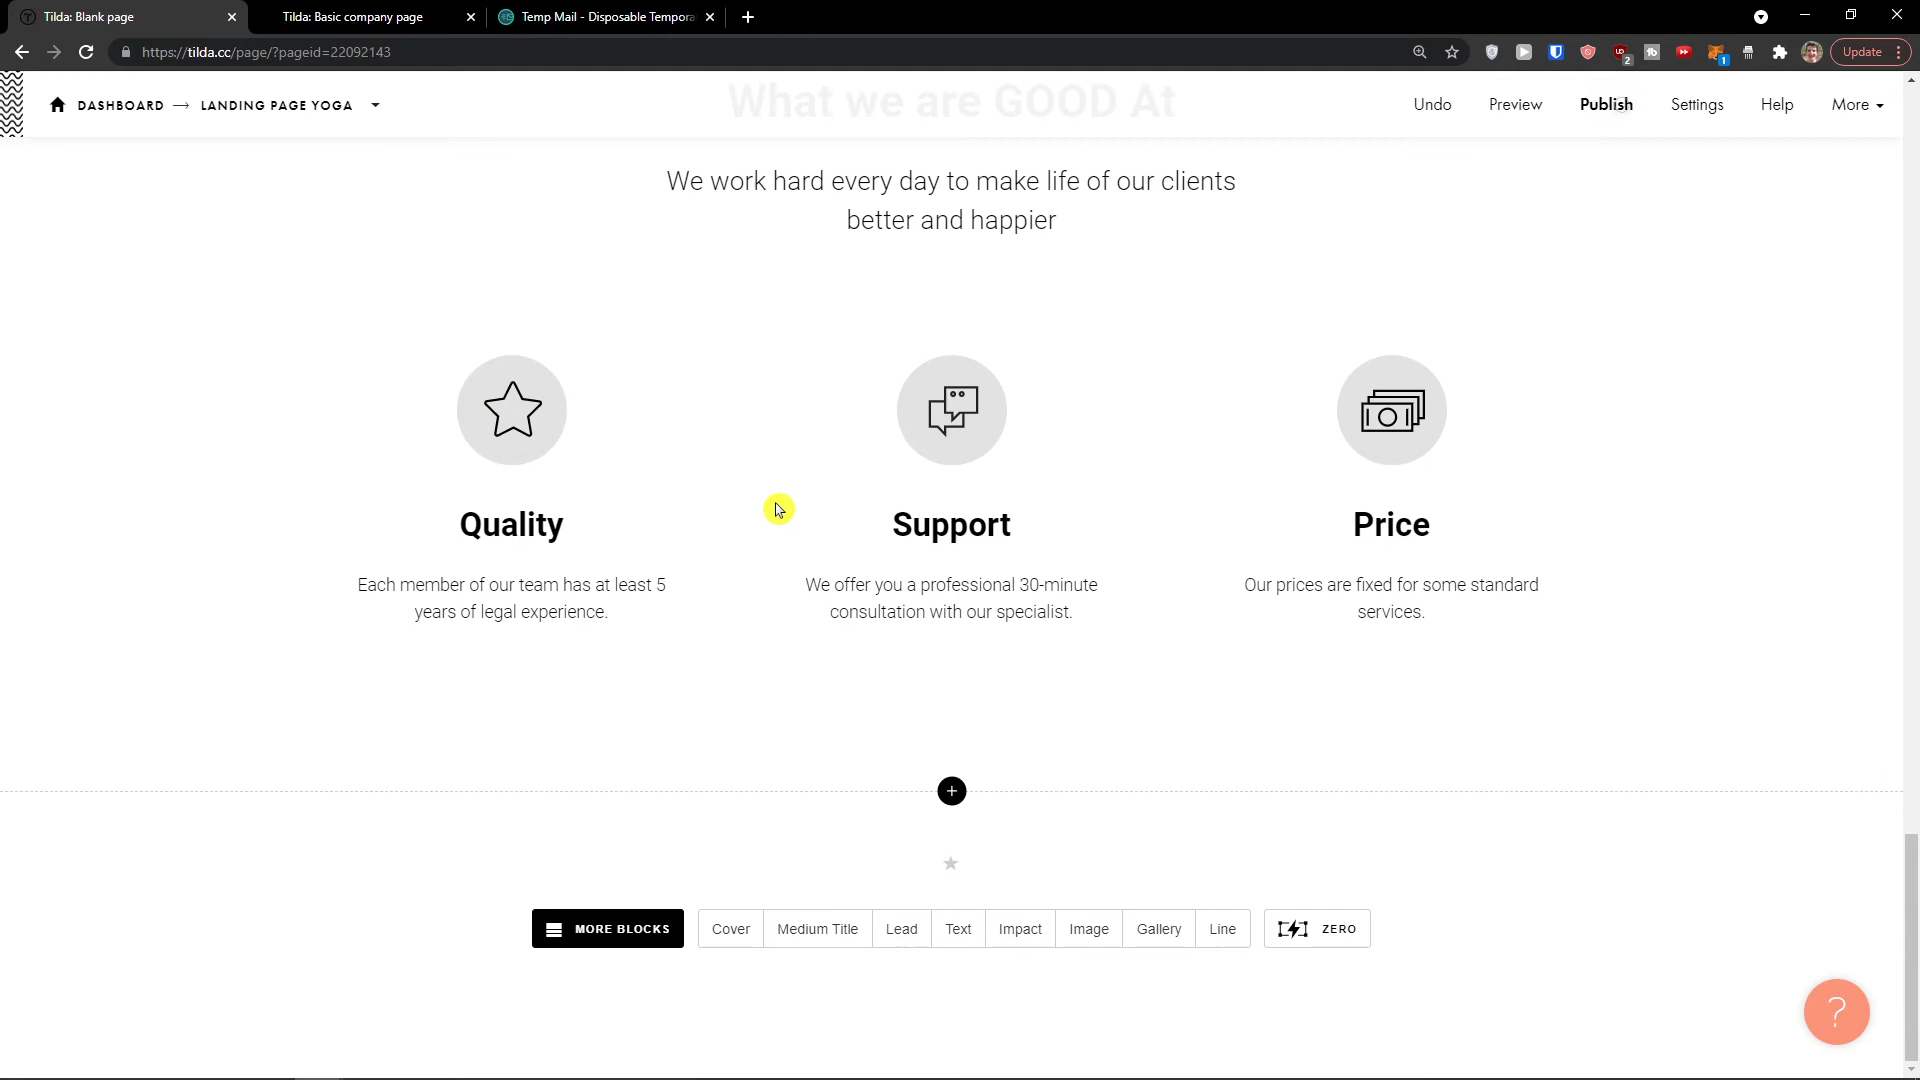 Tilda: Blank page
Tilda: Basic company page
Temp Mail - Disposable Tempora
https://tilda.cc/page/?pageid=22092143
2
1
Update
DASHBOARD → LANDING PAGE YOGA
What we are GOOD At
Undo
Preview
Publish
Settings
Help
More
We work hard every day to make life of our clients
better and happier
Quality
Each member of our team has at least 5
years of legal experience.
Support
We offer you a professional 30-minute
consultation with our specialist.
Price
Our prices are fixed for some standard
services.
MORE BLOCKS
Cover
Medium Title
Lead
Text
Impact
Image
Gallery
Line
ZERO
?